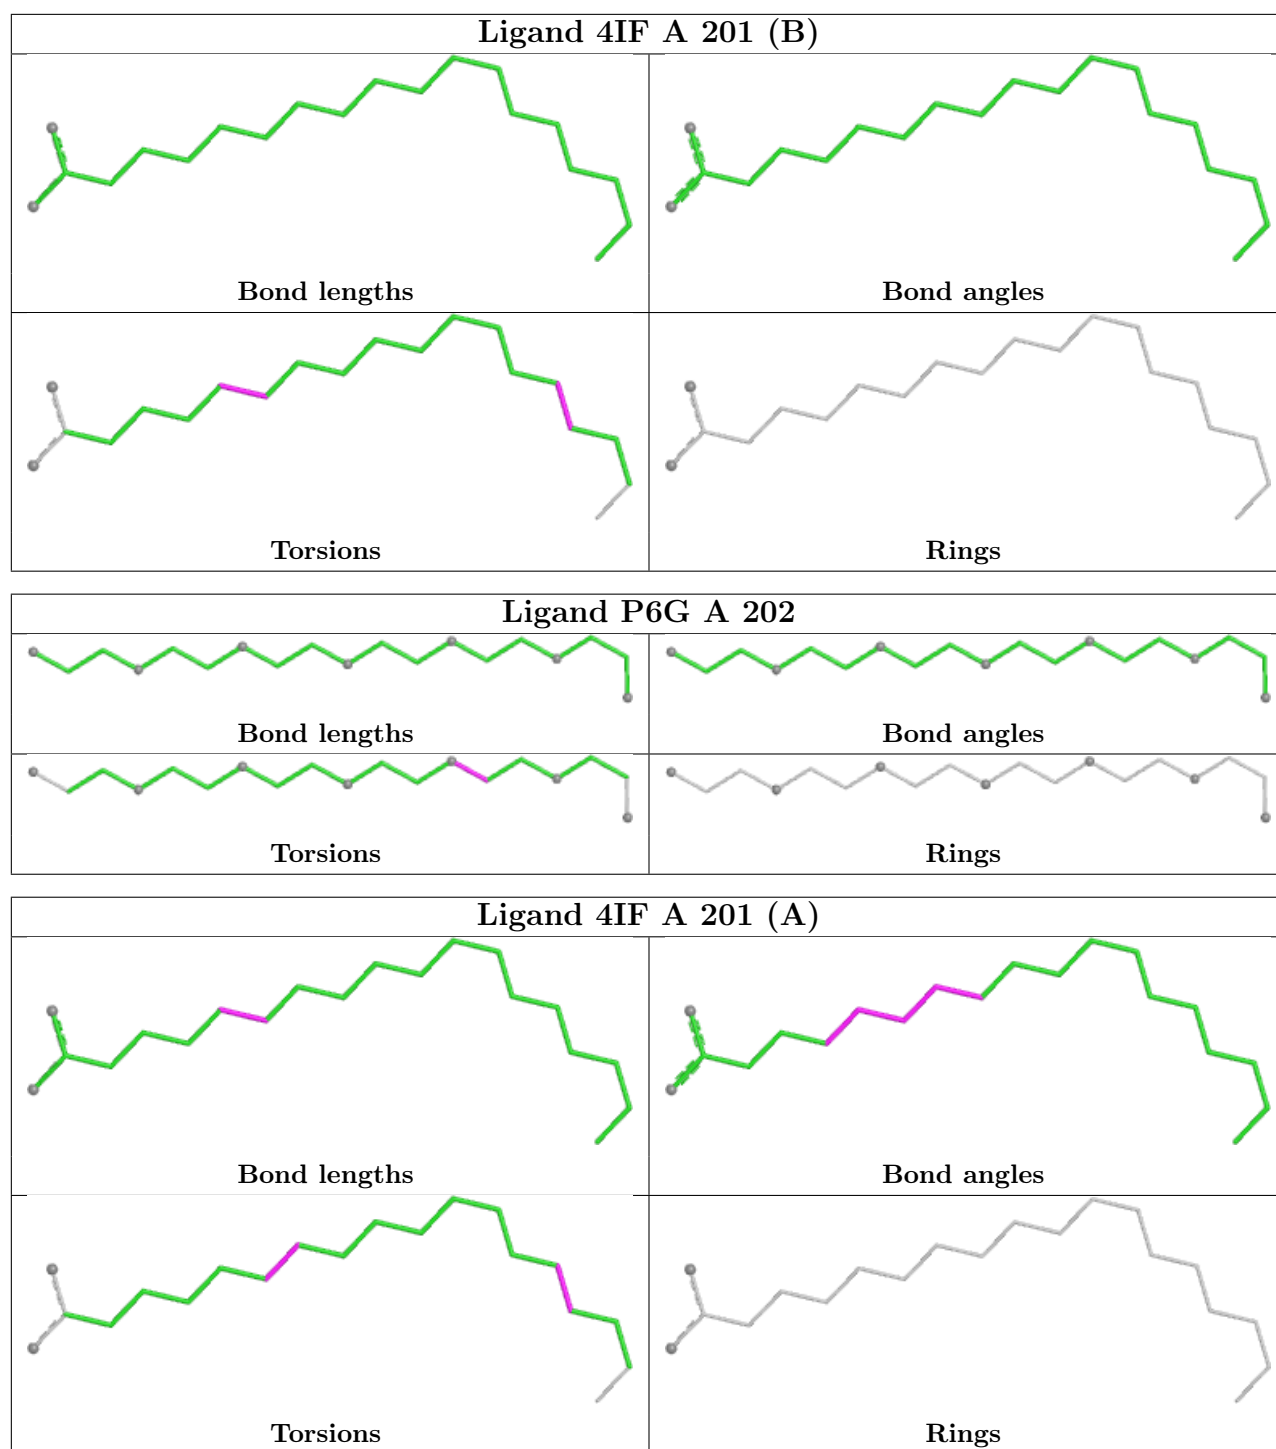 Ligand 4IF A 201 (B)
Bond lengths
Bond angles
Torsions
Rings
Ligand P6G A 202
Bond lengths
Bond angles
Torsions
Rings
Ligand 4IF A 201 (A)
Bond lengths
Bond angles
Torsions
Rings